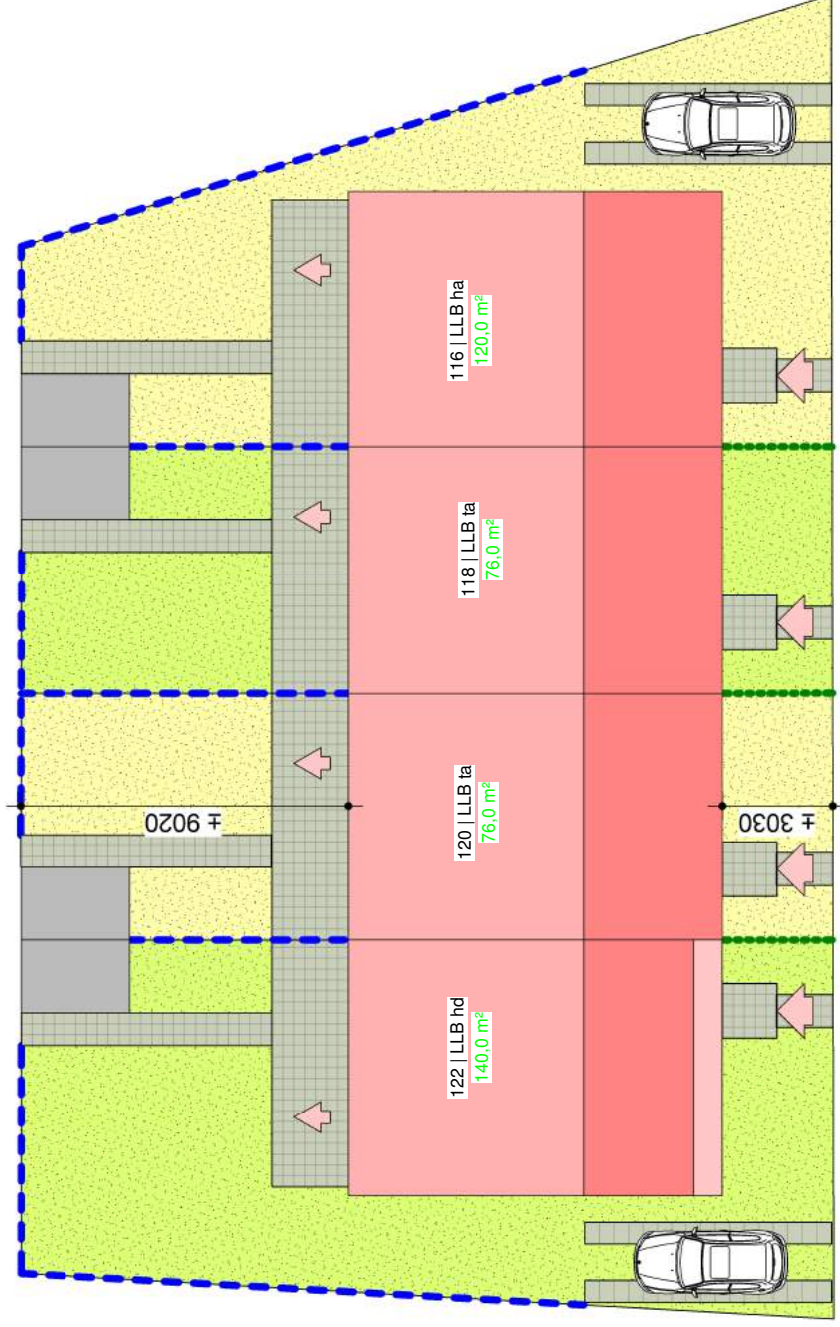 116 | LLB ha
120,0 m²
118 | LLB ta
76,0 m²
120 | LLB ta
76,0 m²
122 | LLB hd
140,0 m²
± 9020
± 3030